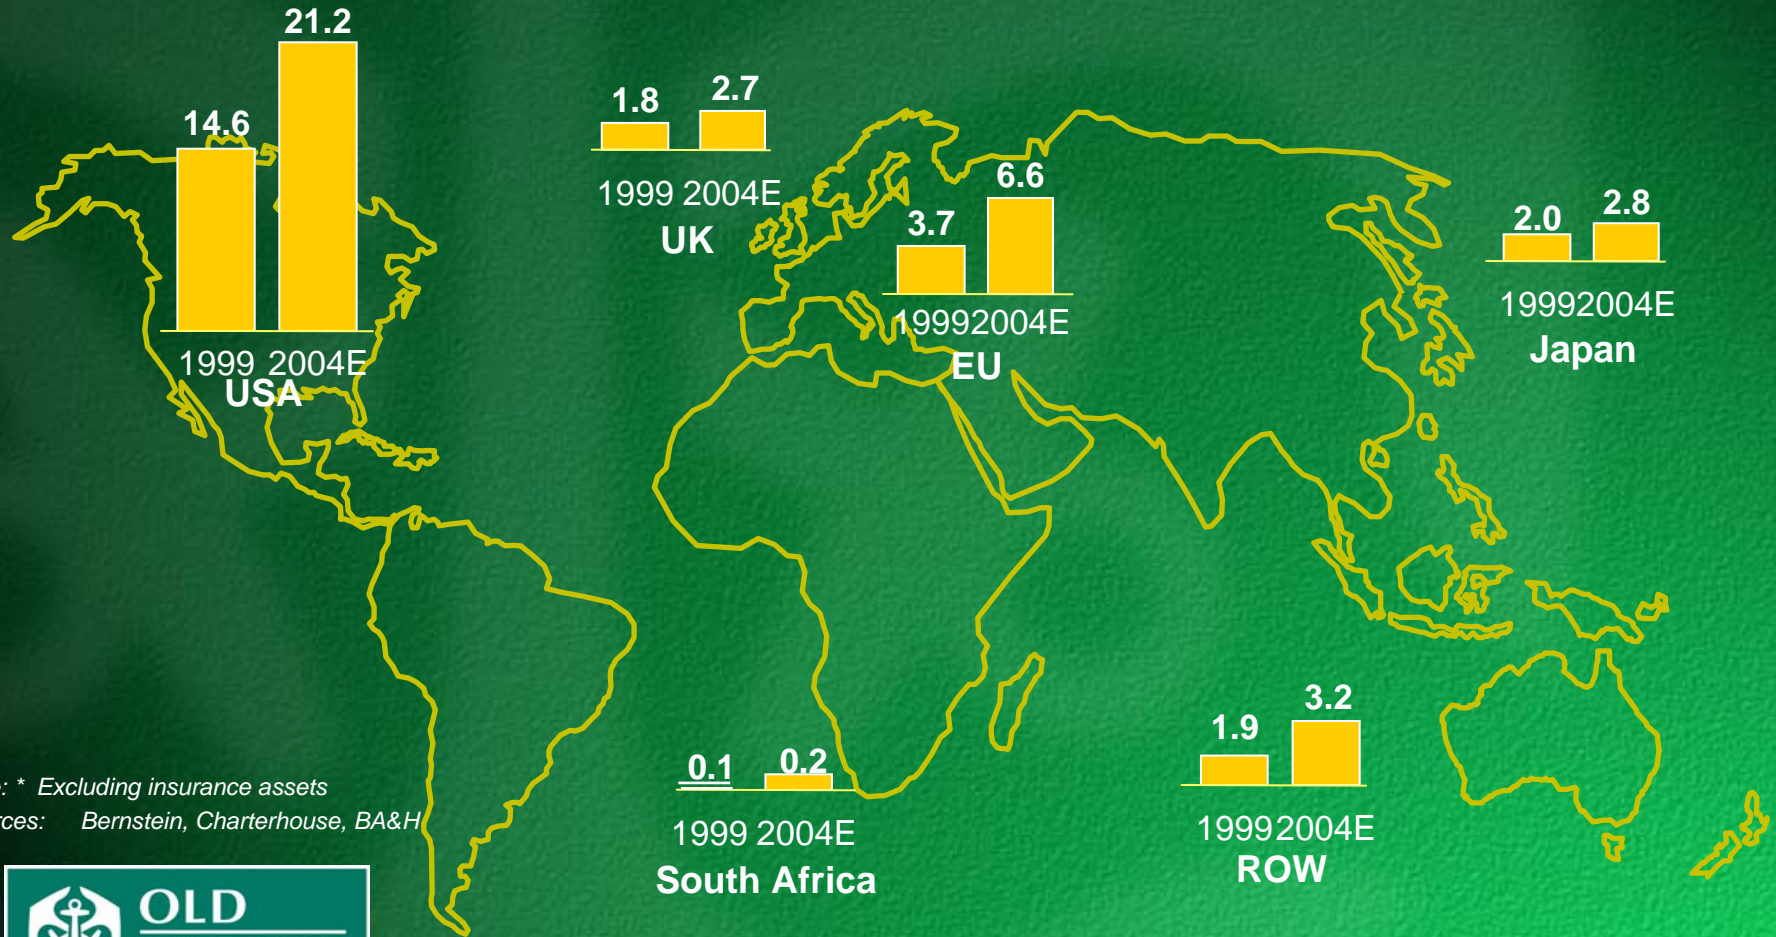 21.2
14.6
1999 2004E
USA
1.8 2.7
1999 2004E
UK
6.6
3.7
19992004E
EU
2.0 2.8
19992004E
Japan
0.1 0.2
1999 2004E
South Africa
1.9 3.2
19992004E
ROW
: * Excluding insurance assets
rces: Bernstein, Charterhouse, BA&H
OLD